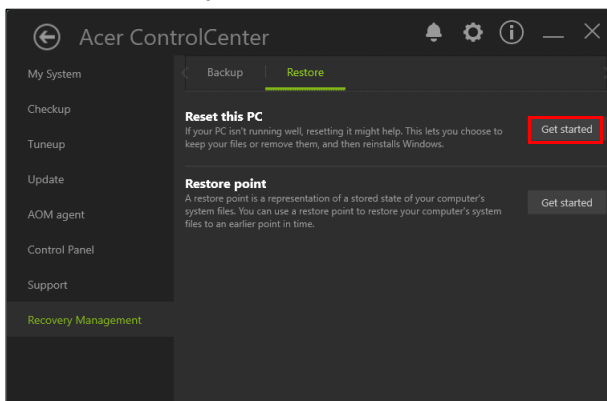 Acer ControlCenter
My System
Checkup
Tuneup
Update
AOM agent
Control Panel
Support
Recovery Management
Backup
Restore
Reset this PC
If your PC isn't running well, resetting it might help. This lets you choose to
keep your files or remove them, and then reinstalls Windows.
Get started
Restore point
A restore point is a representation of a stored state of your computer's
system files. You can use a restore point to restore your computer's system
files to an earlier point in time.
Get started